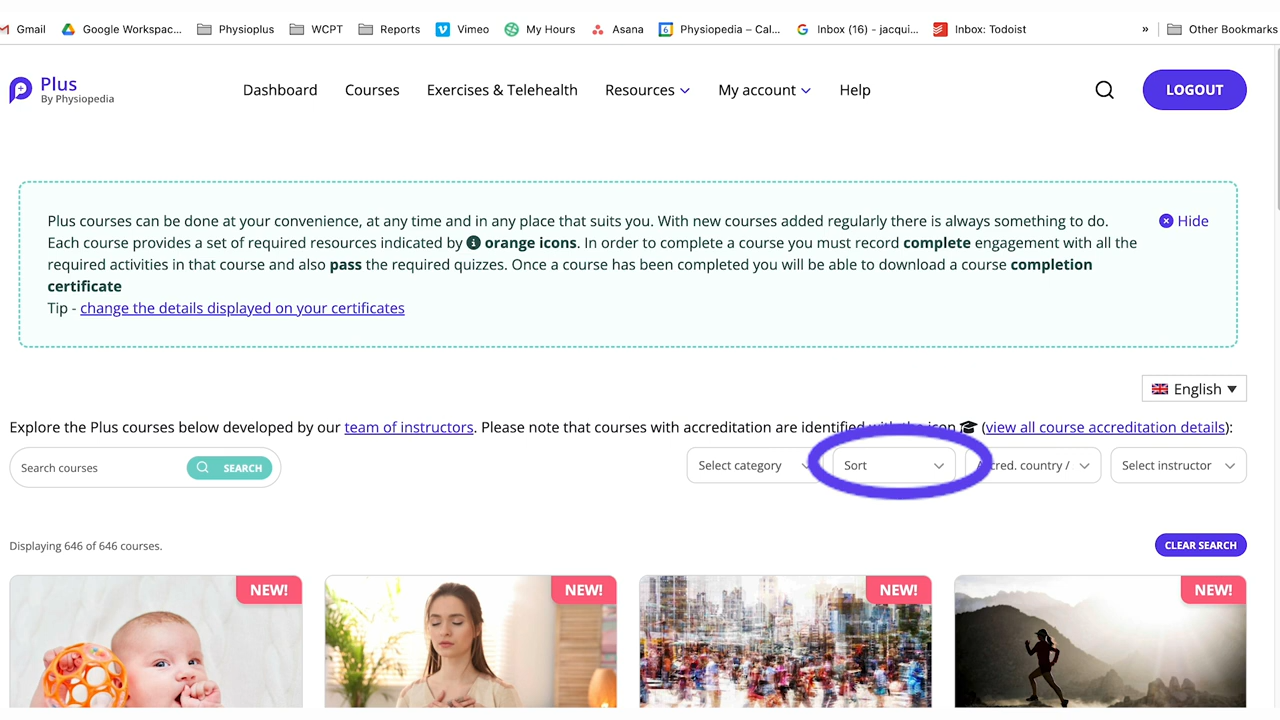 Gmail Google Workspac... Physioplus WCPT Reports Vimeo My Hours Asana 6 Physiopedia – Cal... Inbox (16) - jacqui... Inbox: Todoist » Other Bookmarks
Plus
By Physiopedia
Dashboard Courses Exercises & Telehealth Resources My account Help LOGOUT
Plus courses can be done at your convenience, at any time and in any place that suits you. With new courses added regularly there is always something to do.
Hide
Each course provides a set of required resources indicated by orange icons. In order to complete a course you must record complete engagement with all the
required activities in that course and also pass the required quizzes. Once a course has been completed you will be able to download a course completion
certificate
Tip - change the details displayed on your certificates
English
Explore the Plus courses below developed by our team of instructors. Please note that courses with accreditation are identified with the icon (view all course accreditation details):
Search courses SEARCH Select category Sort cred. country / Select instructor
Displaying 646 of 646 courses.
CLEAR SEARCH
NEW! NEW! NEW! NEW!